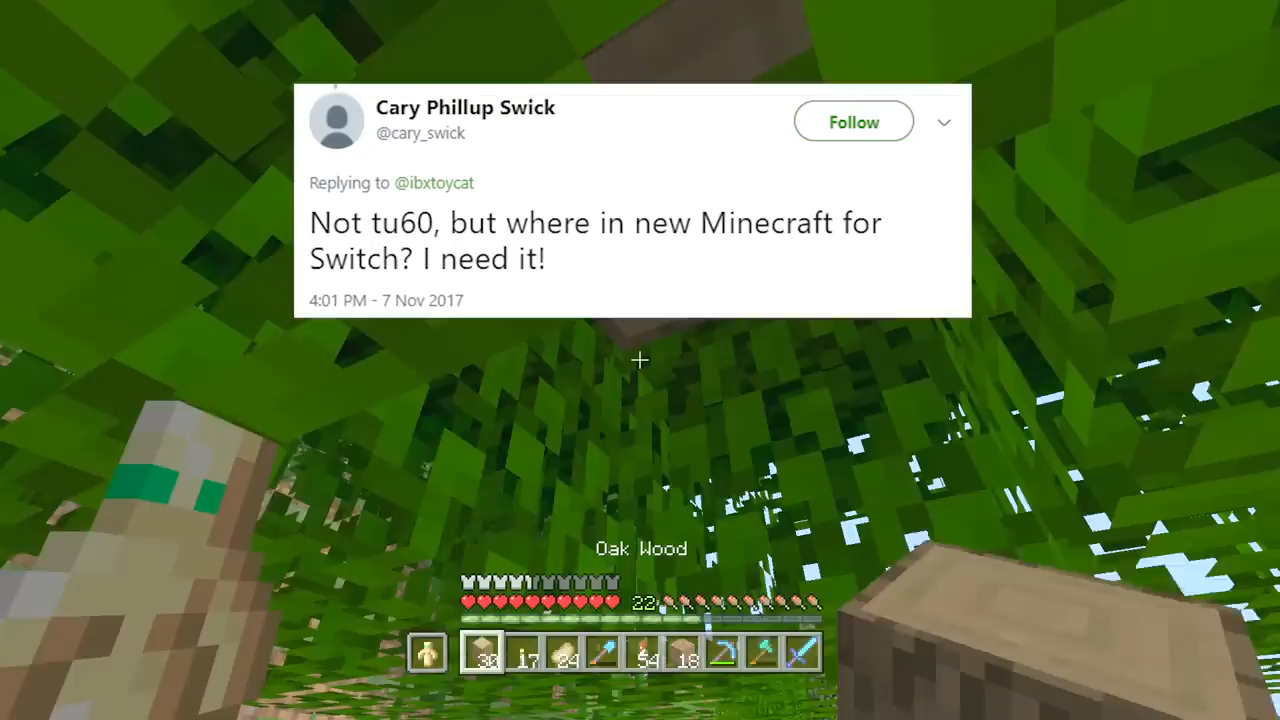 Cary Phillup Swick
@cary_swick
Follow
Replying to @ibxtoycat
Not tu60, but where in new Minecraft for
Switch? I need it!
4:01 PM - 7 Nov 2017
Oak Wood
22
30 17 24 54 18